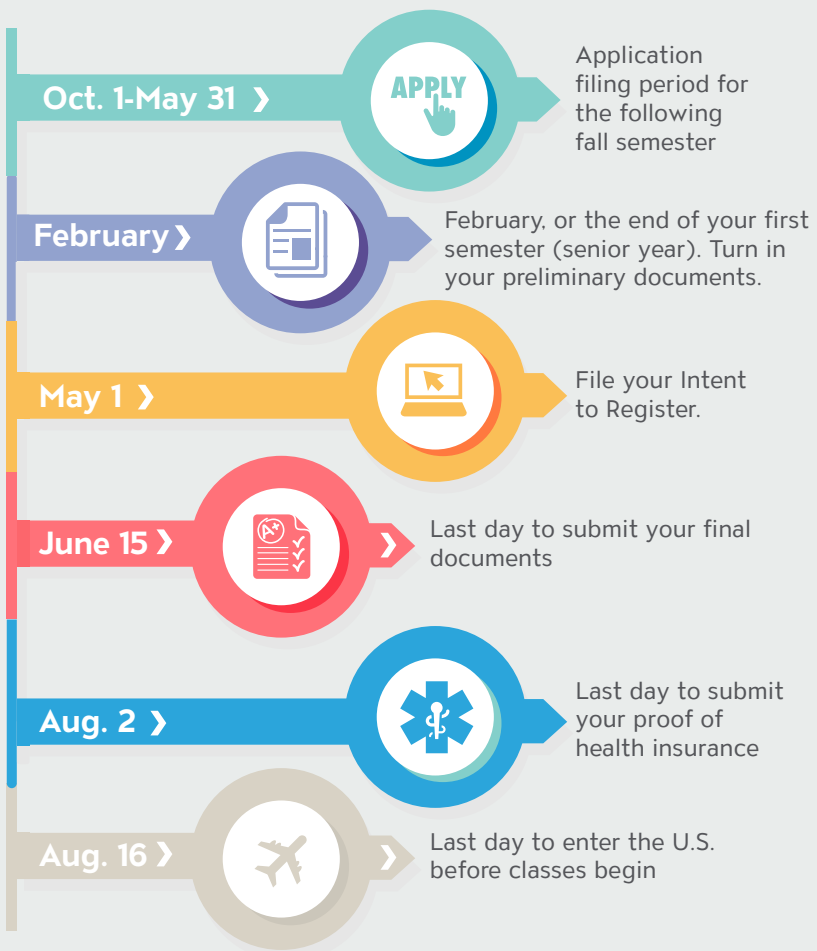 Oct. 1-May 31
APPLY
Application
filing period for
the following
fall semester
February
February, or the end of your first
semester (senior year). Turn in
your preliminary documents.
May 1
File your Intent
to Register.
June 15
A+
Last day to submit your final
documents
Aug. 2
Last day to submit
your proof of
health insurance
Aug. 16
Last day to enter the U.S.
before classes begin